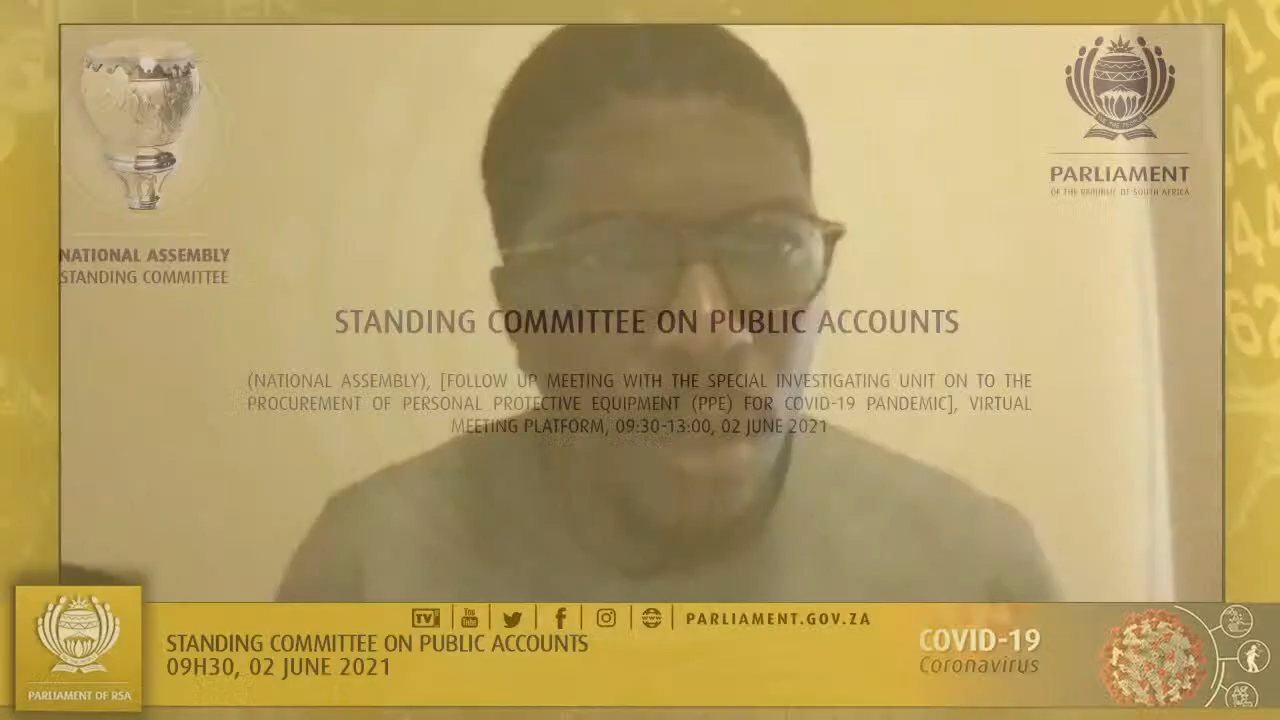 NATIONAL ASSEMBLY
STANDING COMMITTEE
PARLIAMENT
OF THE REPUBLIC OF SOUTH AFRICA
STANDING COMMITTEE ON PUBLIC ACCOUNTS
(NATIONAL ASSEMBLY), [FOLLOW UP MEETING WITH THE SPECIAL INVESTIGATING UNIT ON TO THE
PROCUREMENT OF PERSONAL PROTECTIVE EQUIPMENT (PPE) FOR COVID-19 PANDEMIC], VIRTUAL
MEETING PLATFORM, 09:30-13:00, 02 JUNE 2021
TV
You
Tube
PARLIAMENT.GOV.ZA
STANDING COMMITTEE ON PUBLIC ACCOUNTS
09H30, 02 JUNE 2021
PARLIAMENT OF RSA
COVID-19
Coronavirus